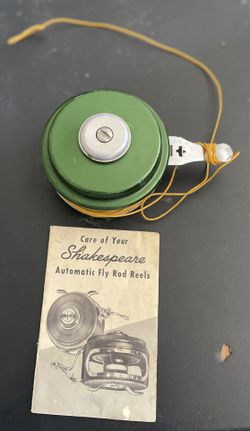 Care of Your
Shakespeare
Automatic Fly Rod Reels